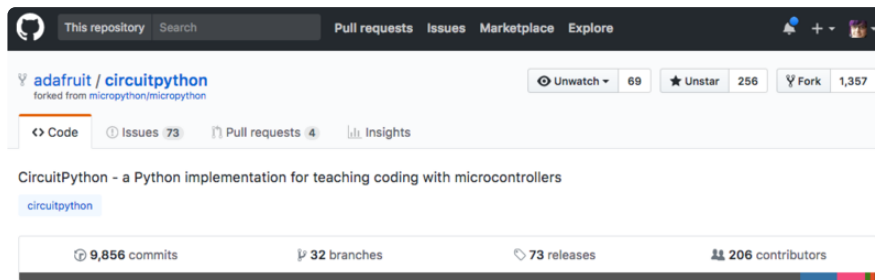 This repository Search Pull requests Issues Marketplace Explore
adafruit / circuitpython Unwatch 69 Unstar 256 Fork 1,357
forked from micropython/micropython
Code Issues 73 Pull requests 4 Insights
CircuitPython - a Python implementation for teaching coding with microcontrollers
circuitpython
9,856 commits 32 branches 73 releases 206 contributors